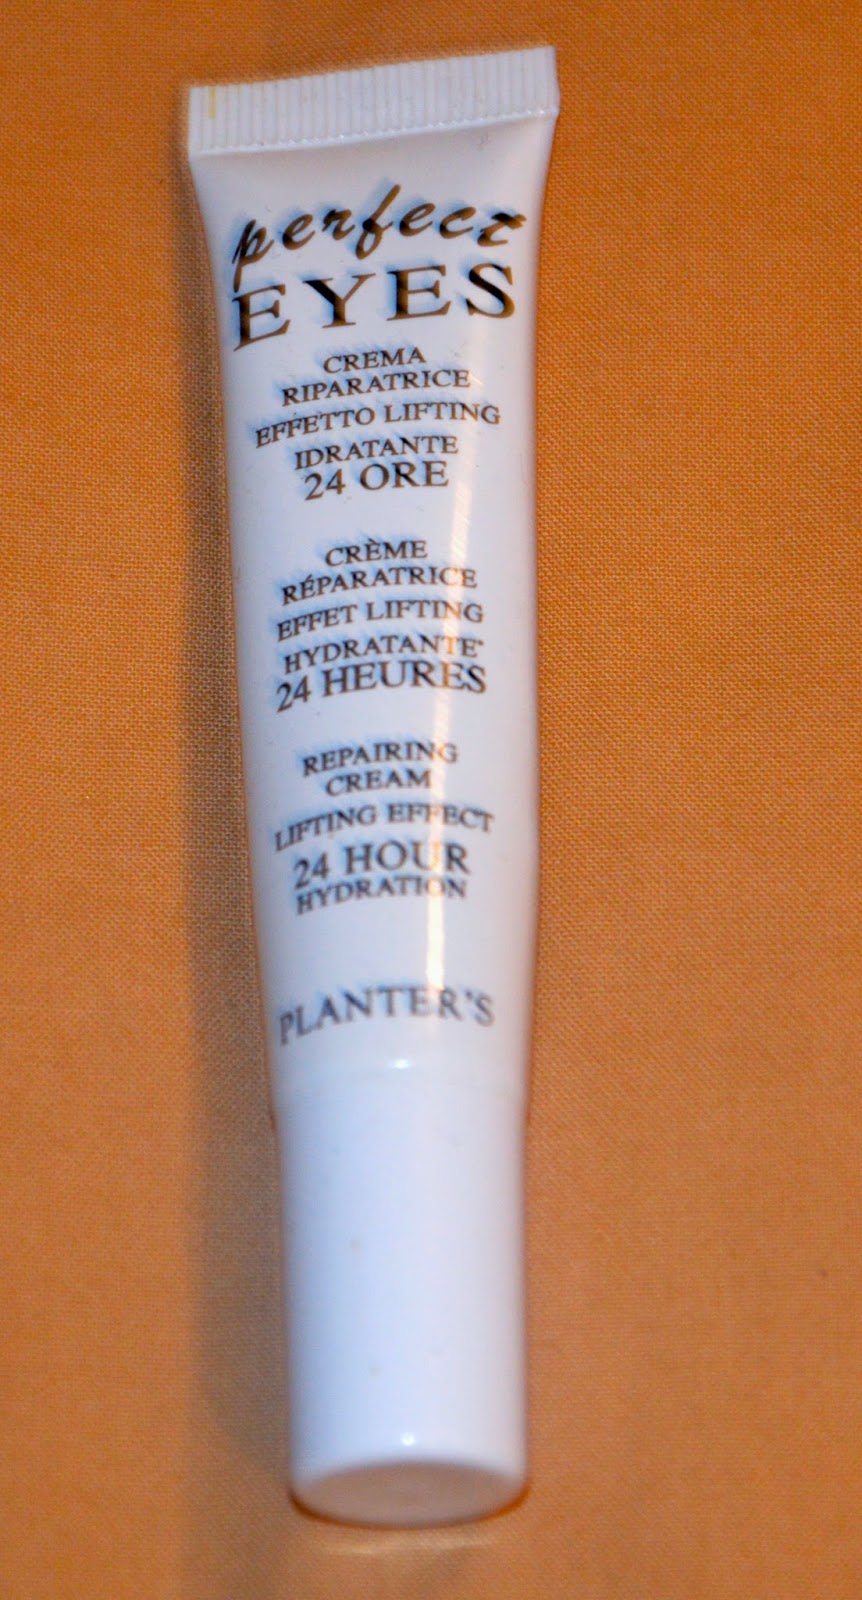 perfect
EYES
CREMA
RIPARATRICE
EFFETTO LIFTING
IDRATANTE
24 ORE
CRÈME
RÉPARATRICE
EFFET LIFTING
HYDRATANTE*
24 HEURES
REPAIRING
CREAM
LIFTING EFFECT
24 HOUR
HYDRATION
PLANTER'S